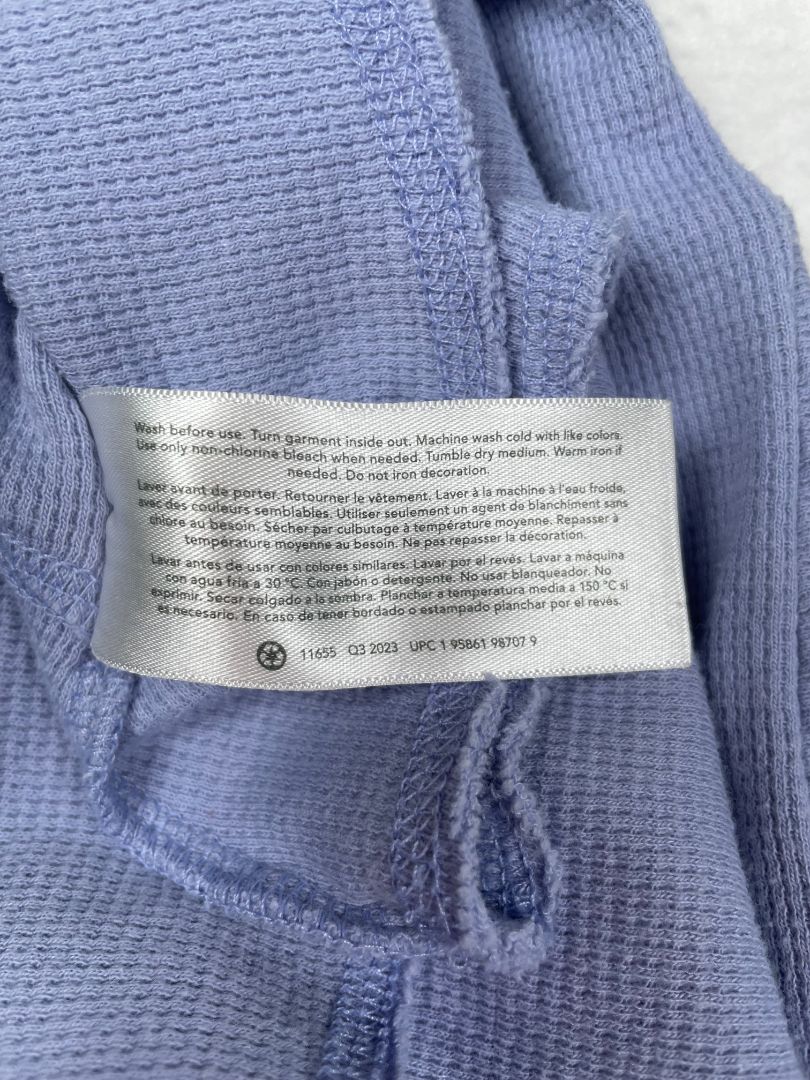 Wash before use. Turn garment inside out. Machine wash cold with like colors.
Use only non-chlorine bleach when needed. Tumble dry medium. Warm iron if
needed. Do not iron decoration.
Laver avant de porter. Retourner le vêtement. Laver à la machine à l'eau froide,
avec des couleurs semblables. Utiliser seulement un agent de blanchiment sans
chlore au besoin. Sécher par culbutage à température moyenne. Repasser à
température moyenne au besoin. Ne pas repasser la décoration.
Lavar antes de usar con colores similares. Lavar por el revés. Lavar a máquina
con agua fría a 30 °C. Con jabón o detergente. No usar blanqueador. No
exprimir. Secar colgado a la sombra. Planchar a temperatura media a 150 °C si
es necesario. En caso de tener bordado o estampado planchar por el revés.
11655 Q3 2023 UPC 1 95861 98707 9